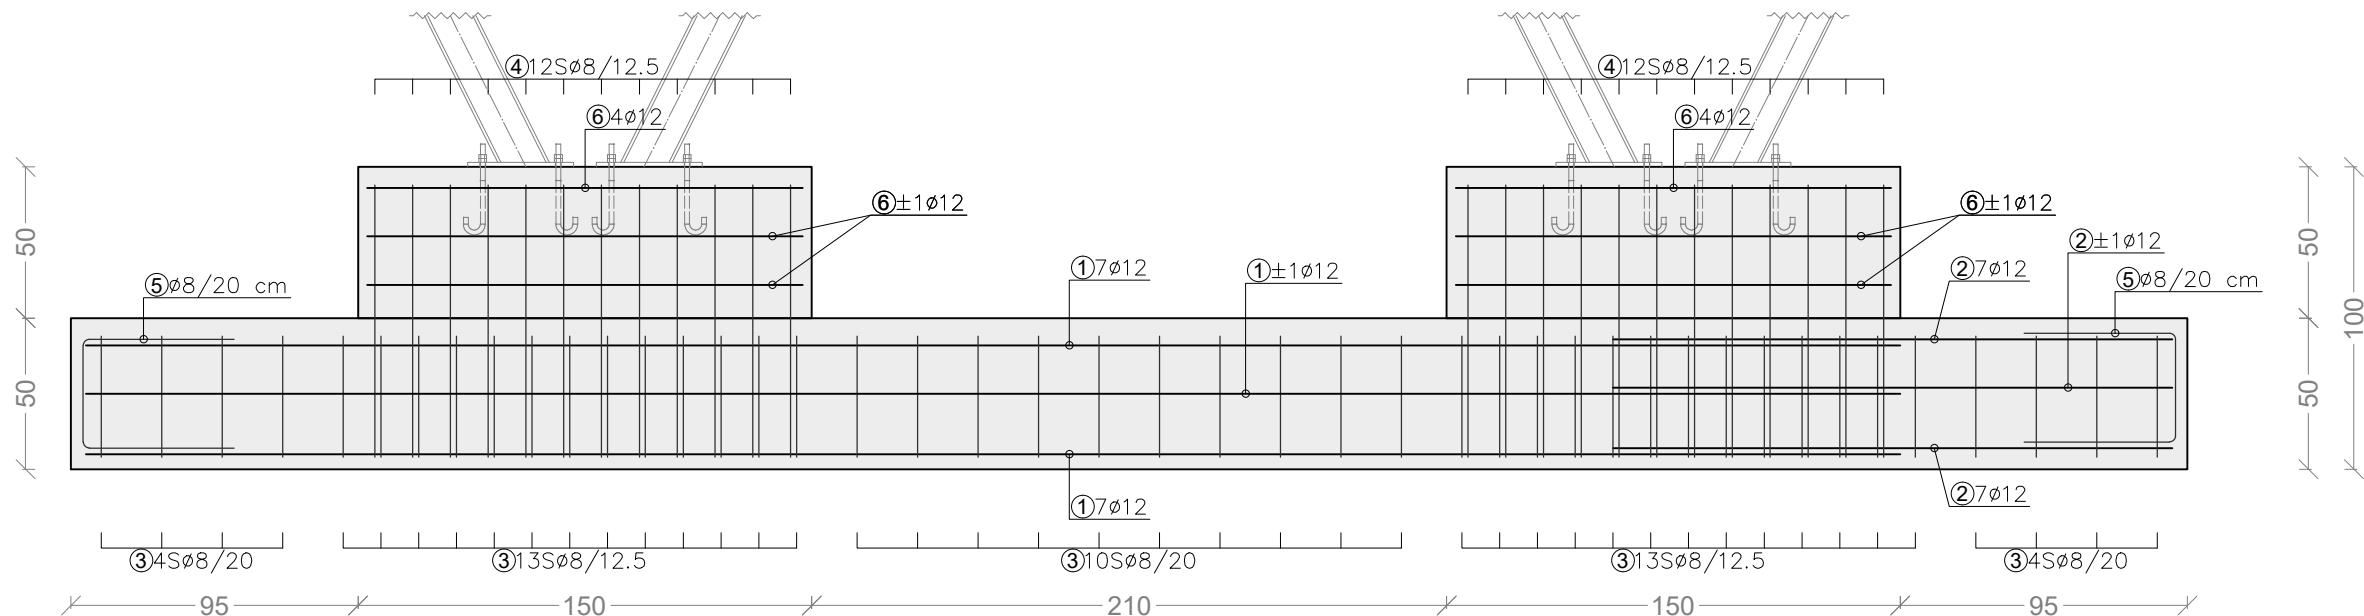 ④12Sø8/12.5
④12Sø8/12.5
⑥4ø12
⑥4ø12
⑥±1ø12
⑥±1ø12
②±1ø12
①7ø12
①±1ø12
②7ø12
⑤ø8/20 cm
⑤ø8/20 cm
50
50
50
50
100
①7ø12
②7ø12
③4Sø8/20
③13Sø8/12.5
③10Sø8/20
③13Sø8/12.5
③4Sø8/20
95
150
210
150
95